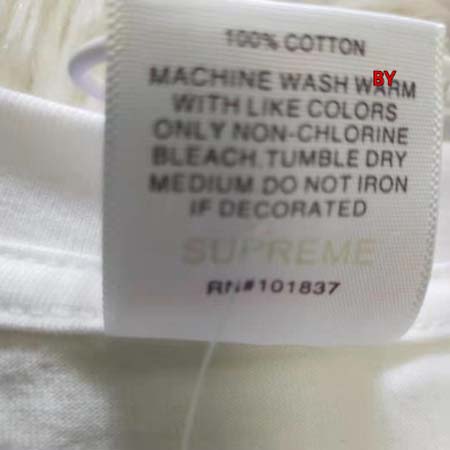 100% COTTON
BY
MACHINE WASH WARM
WITH LIKE COLORS
ONLY NON-CHLORINE
BLEACH. TUMBLE DRY
MEDIUM. DO NOT IRON
IF DECORATED
SUPREME
RN#101837